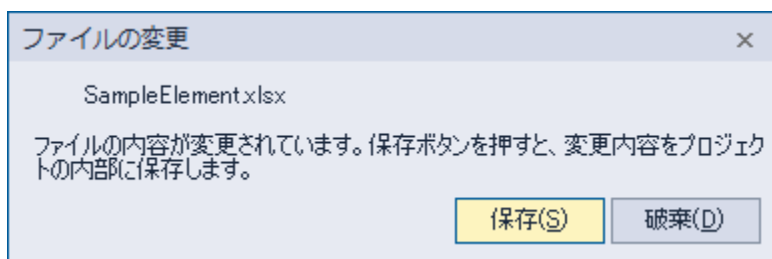 ファイルの変更
SampleElement.xlsx
ファイルの内容が変更されています。保存ボタンを押すと、変更内容をプロジェク
トの内部に保存します。
保存(S) 破棄(D)